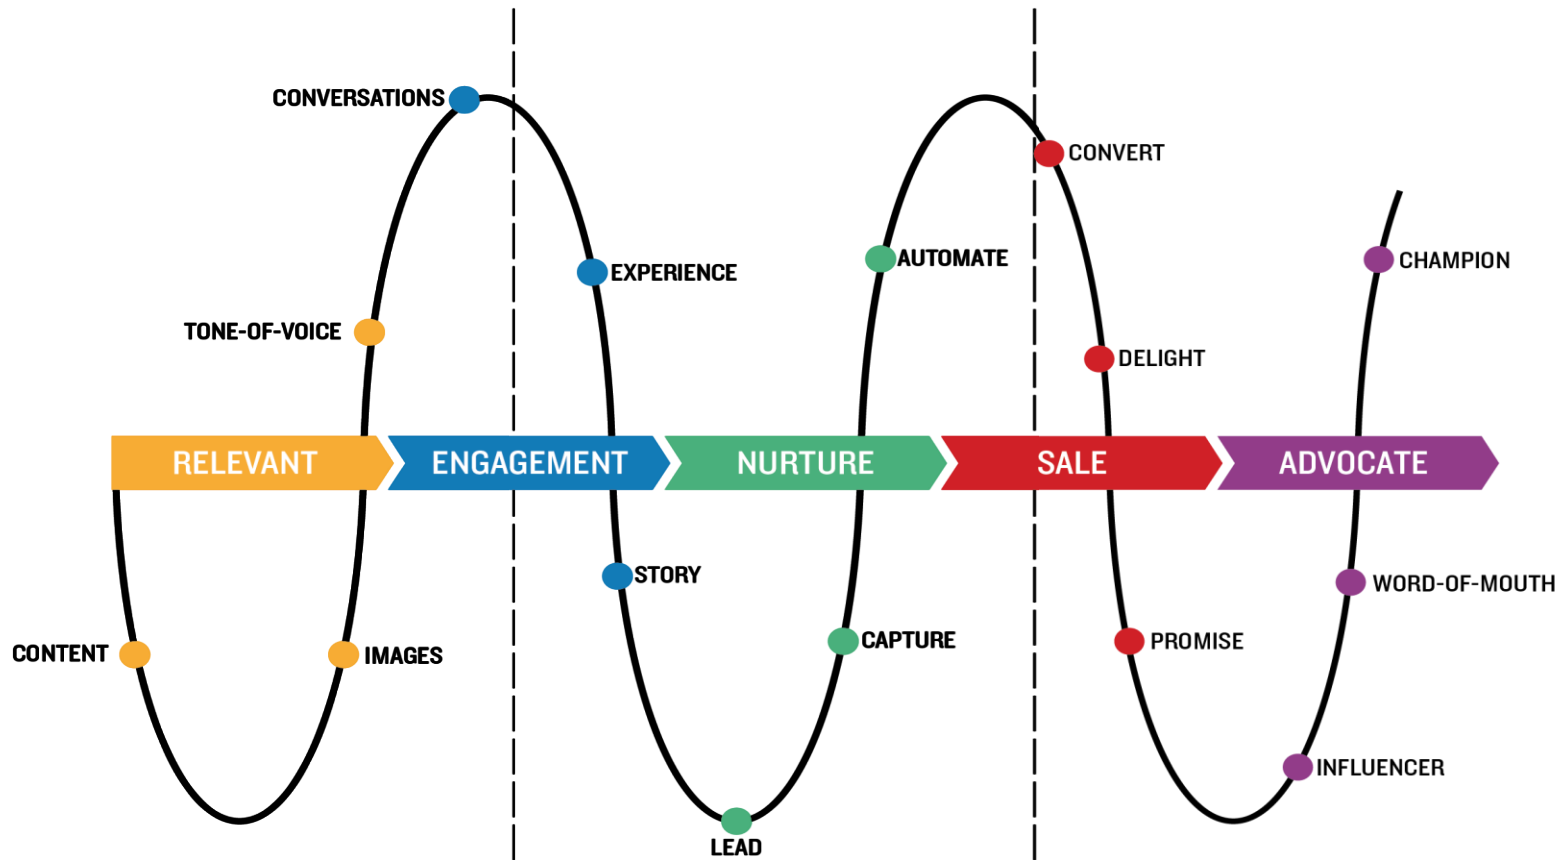 CONVERSATIONS
CONVERT
AUTOMATE
CHAMPION
EXPERIENCE
TONE-OF-VOICE
DELIGHT
RELEVANT
ENGAGEMENT
NURTURE
SALE
ADVOCATE
STORY
WORD-OF-MOUTH
CONTENT
IMAGES
CAPTURE
PROMISE
INFLUENCER
LEAD